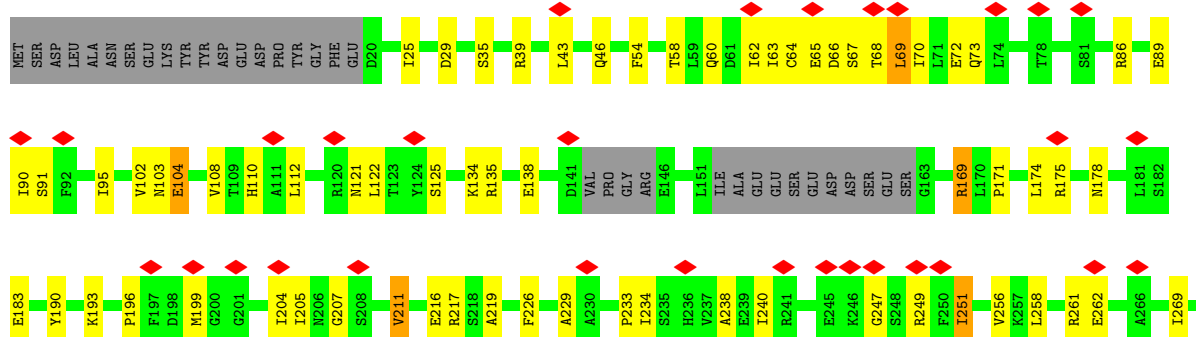 MET SER ASP LEU ALA ASN SER GLU LYS TYR TYR ASP GLU ASP PRO TYR GLY PHE GLU D20 I25 D29 S35 R39 L43 Q46 F54 T58 L59 Q60 D61 I62 I63 C64 E65 D66 S67 T68 L69 I70 L71 E72 Q73 L74 T78 S81 R86 E89
I90 S91 F92 I95 V102 N103 E104 V108 T109 H110 A111 L112 R120 N121 L122 T123 Y124 S125 K134 R135 E138 D141 VAL PRO GLY ARG E146 L151 ILE ALA GLU GLU SER GLU ASP ASP SER GLU SER G163 R169 L170 P171 L174 R175 N178 L181 S182
E183 Y190 K193 P196 F197 D198 M199 G200 G201 I204 I205 N206 G207 S208 V211 E216 R217 S218 A219 F226 A229 A230 P233 I234 S235 H236 V237 A238 E239 I240 R241 E245 K246 G247 S248 R249 F250 I251 V256 K257 L258 R261 E262 A266 I269